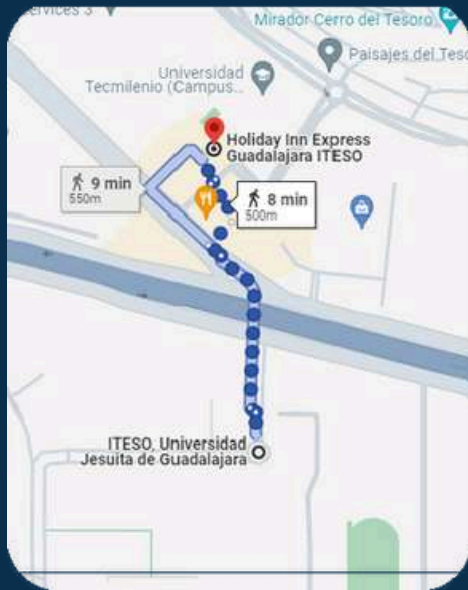 Mirador Cerro del Tesoro
Paisajes del Teso
Universidad
Tecmilenio (Campus...
Holiday Inn Express
Guadalajara ITESO
9 min
550m
8 min
500m
ITESO, Universidad
Jesuita de Guadalajara